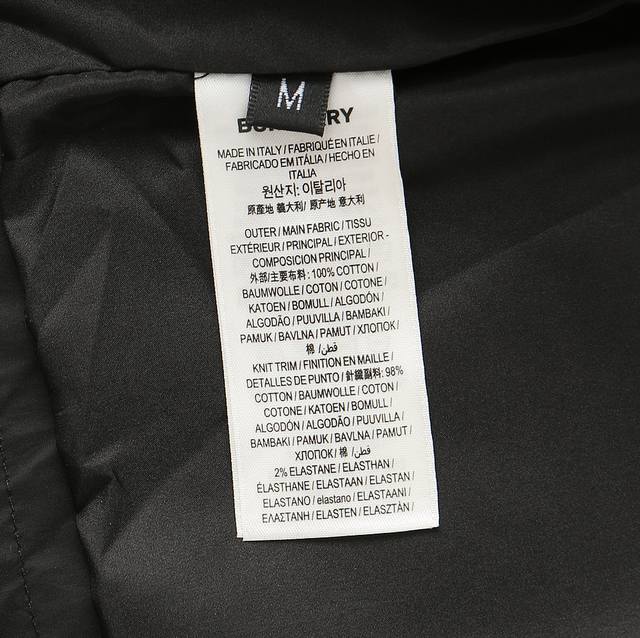 M
MADE IN ITALY / FABRIQUÉ EN ITALIE /
FABRICADO EM ITÁLIA / HECHO EN
ITALIA
원산지: 이탈리아
原產地 義大利/ 原产地 意大利
OUTER / MAIN FABRIC / TISSU
EXTÉRIEUR / PRINCIPAL / EXTERIOR -
COMPOSICION PRINCIPAL /
外部/主要布料: 100% COTTON /
BAUMWOLLE / COTON / COTONE /
KATOEN / BOMULL / ALGODÓN /
ALGODÃO / PUUVILLA / BAMBAKI /
PAMUK / BAVLNA / PAMUT / ХЛОПОК /
棉 /قطن
KNIT TRIM / FINITION EN MAILLE /
DETALLES DE PUNTO / 針織副料: 98%
COTTON / BAUMWOLLE / COTON /
COTONE / KATOEN / BOMULL /
ALGODÓN / ALGODÃO / PUUVILLA /
BAMBAKI / PAMUK / BAVLNA / PAMUT /
ХЛОПОК / 棉 /قطن
2% ELASTANE / ELASTHAN /
ÉLASTHANE / ELASTAAN / ELASTAN /
ELASTANO / elastano / ELASTAANI /
ΕΛΑΣΤΑΝΗ / ELASTEN / ELASZTÁN /